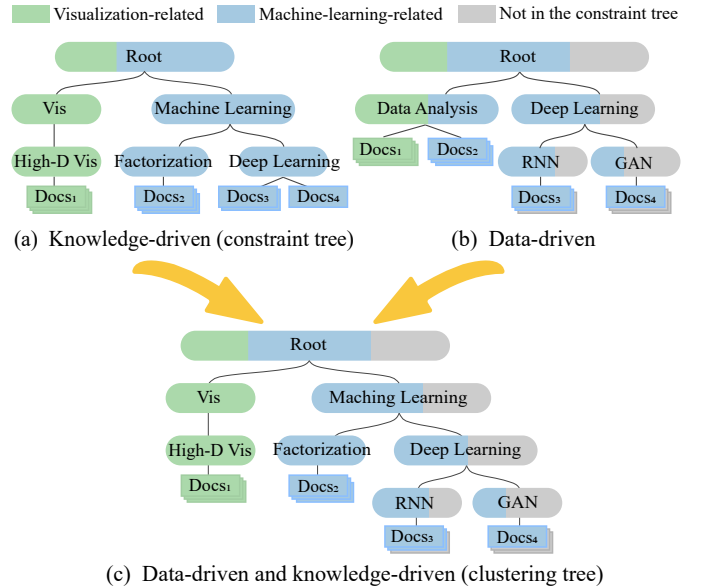 Visualization-related Machine-learning-related Not in the constraint tree
Root Root
Vis Machine Learning Data Analysis Deep Learning
High-D Vis Factorization Deep Learning Docs₁ Docs₂ RNN GAN
Docs₁ Docs₂ Docs₃ Docs₄ Docs₃ Docs₄
(a) Knowledge-driven (constraint tree) (b) Data-driven
Root
Vis Maching Learning
High-D Vis Factorization Deep Learning
Docs₁ Docs₂ RNN GAN
Docs₃ Docs₄
(c) Data-driven and knowledge-driven (clustering tree)